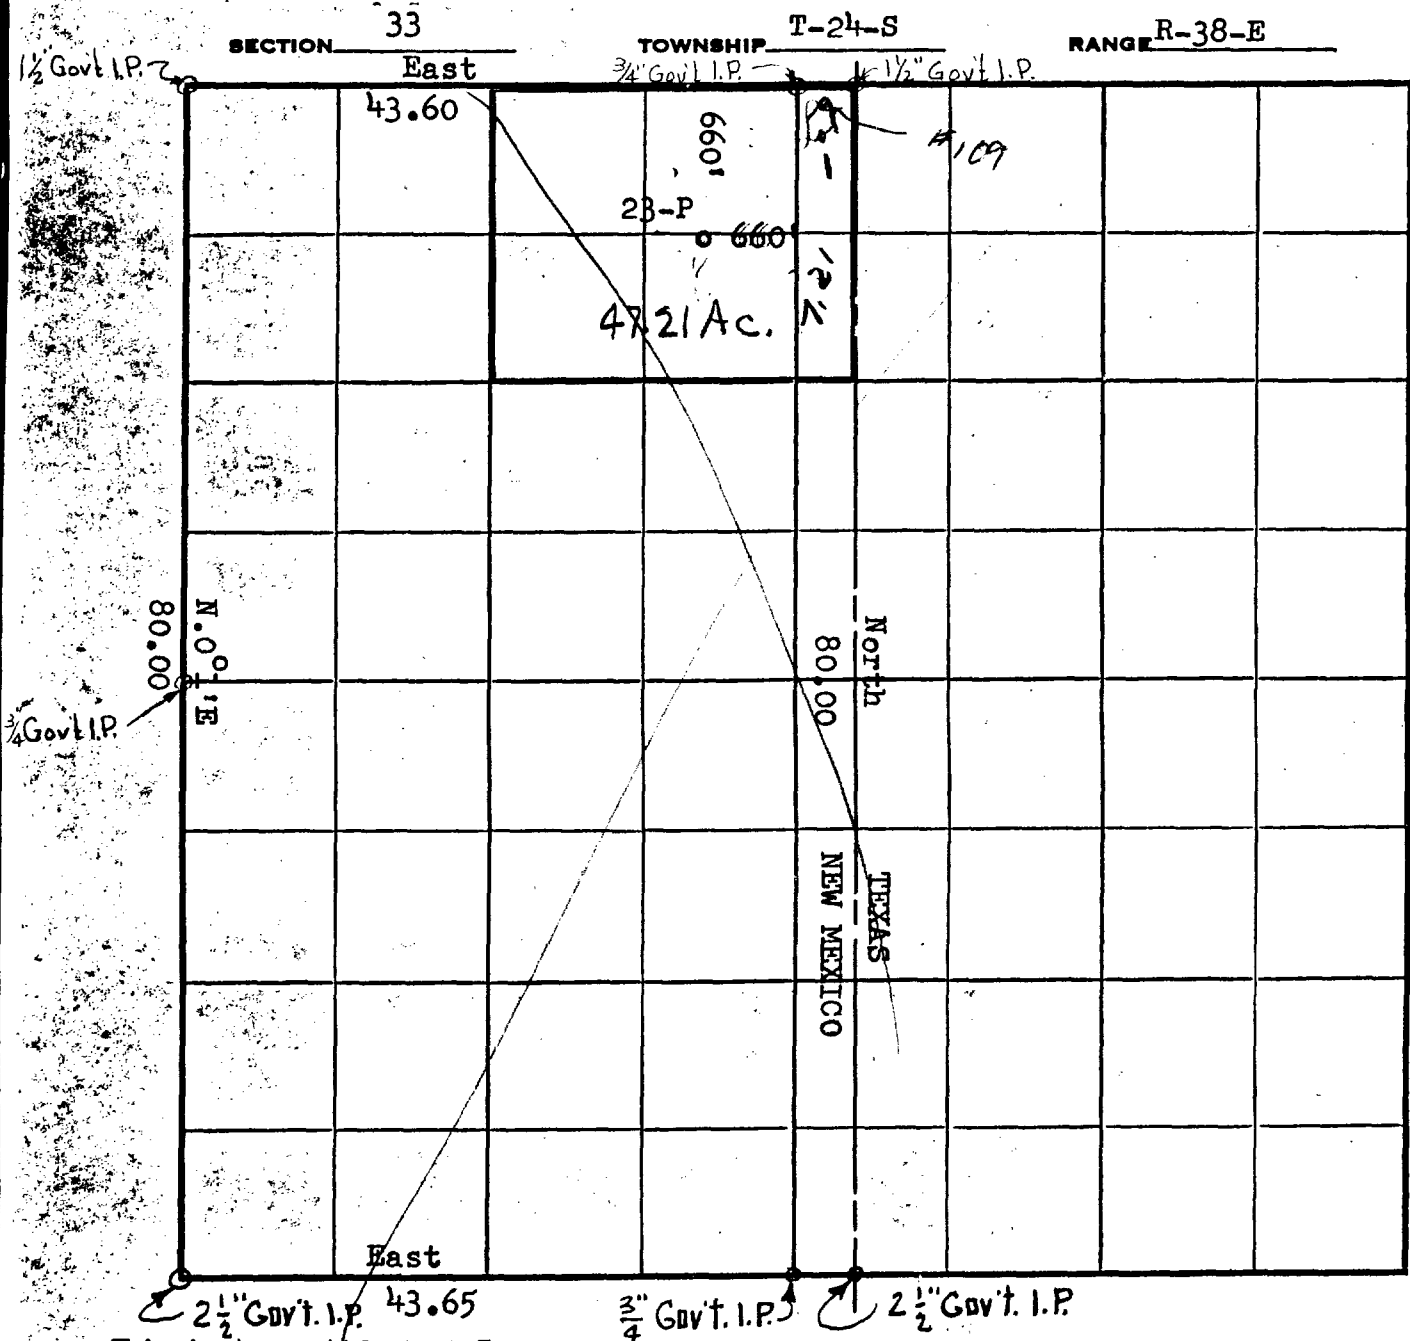 SECTION 33 TOWNSHIP T-24-S RANGE R-38-E
1½" Gov't I.P. East ¾" Gov't I.P. 1½" Gov't I.P.
43.60
660'
#109
23-P
660'
47.21 Ac.
N.0°-1'E
80.00
North
80.00
¾ Gov't I.P.
TEXAS
NEW MEXICO
East
2½" Gov't. I.P. 43.65 ¾" Gov't. I.P. 2½" Gov't. I.P.